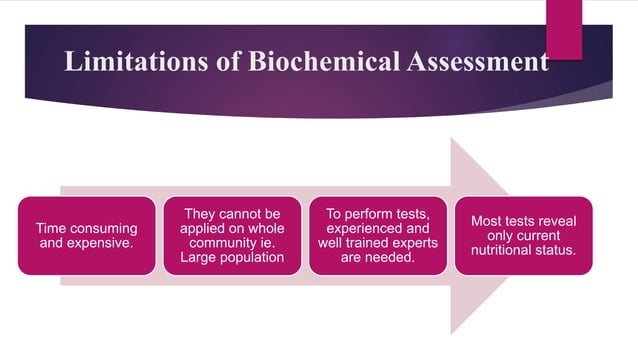 Limitations of Biochemical Assessment
Time consuming
and expensive.
They cannot be
applied on whole
community ie.
Large population
To perform tests,
experienced and
well trained experts
are needed.
Most tests reveal
only current
nutritional status.